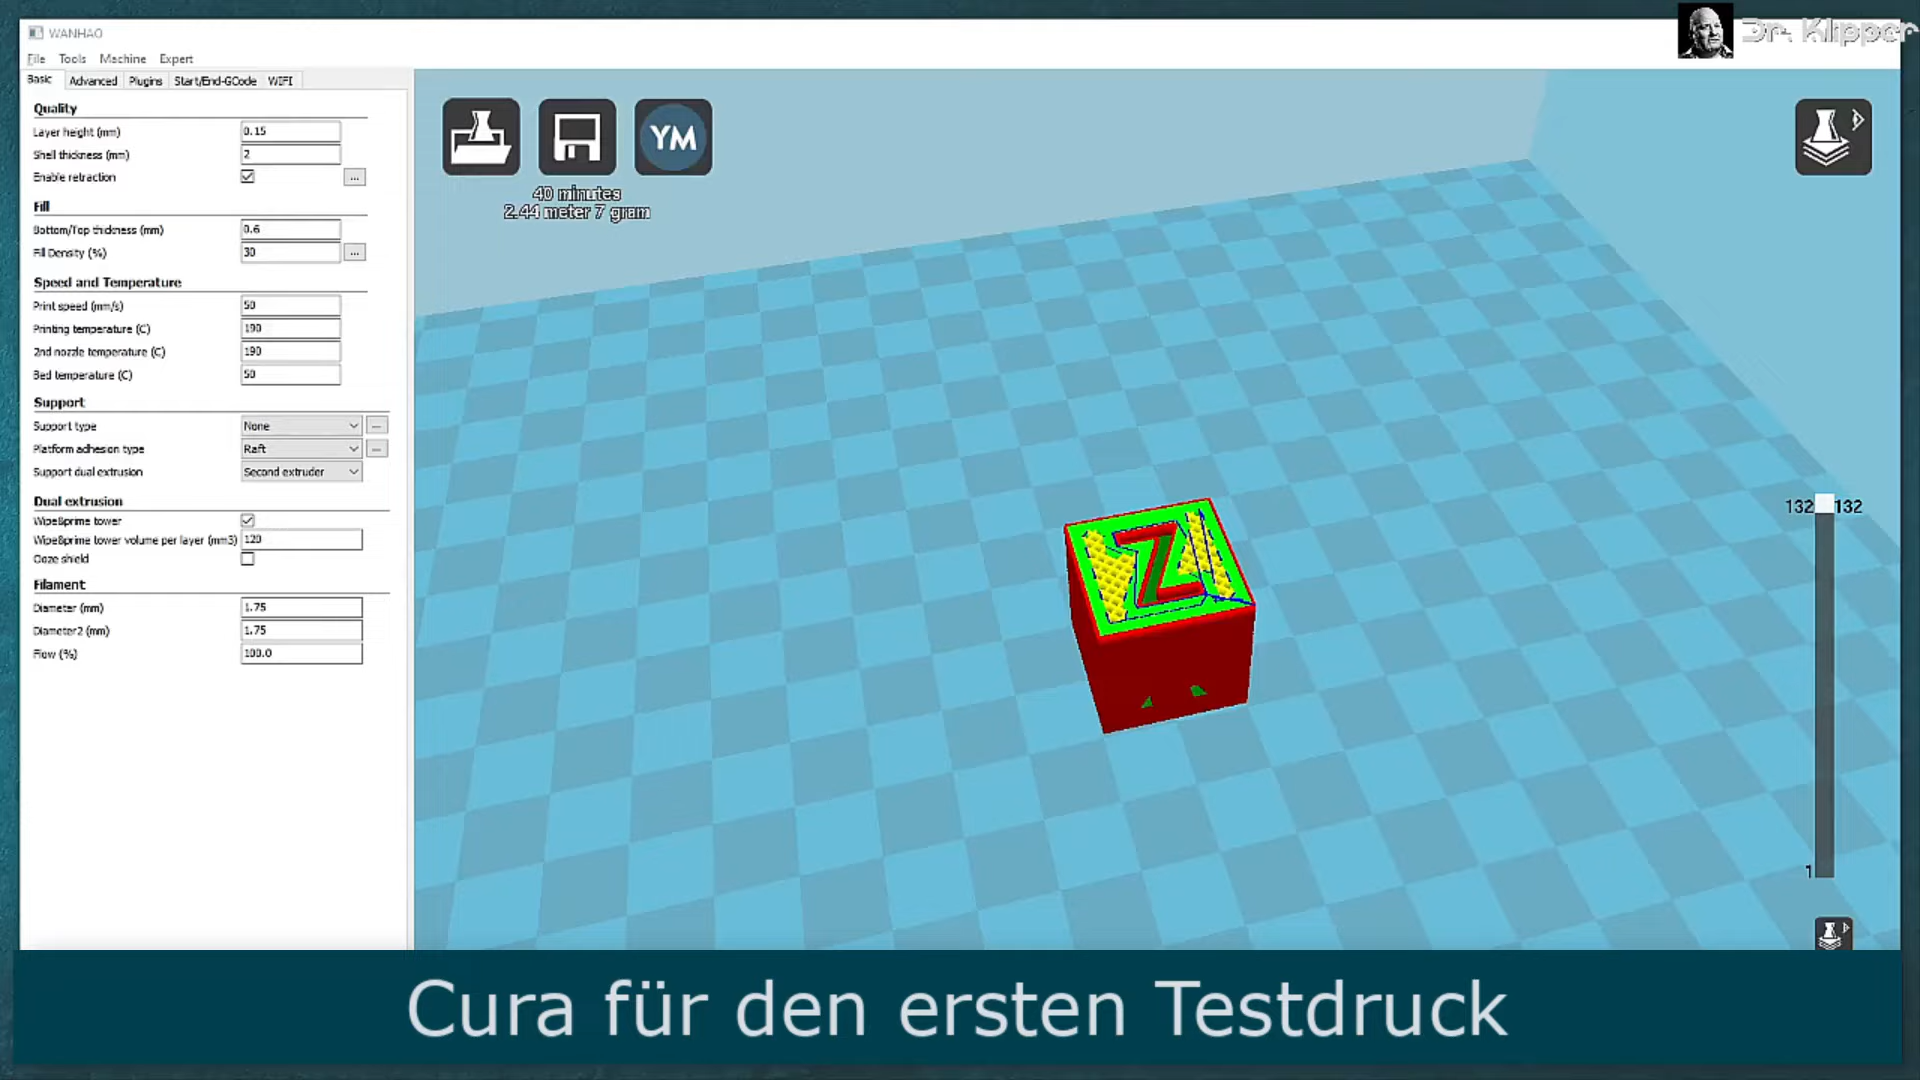 WANHAO
Dr. Klipper
File Tools Machine Expert
Basic Advanced Plugins Start/End-GCode WIFI
Quality
Layer height (mm) 0.15
Shell thickness (mm) 2
Enable retraction ...
Fill
Bottom/Top thickness (mm) 0.6
Fill Density (%) 30 ...
Speed and Temperature
Print speed (mm/s) 50
Printing temperature (C) 190
2nd nozzle temperature (C) 190
Bed temperature (C) 50
Support
Support type None ...
Platform adhesion type Raft ...
Support dual extrusion Second extruder
Dual extrusion
Wipe&prime tower
Wipe&prime tower volume per layer (mm3) 120
Ooze shield
Filament
Diameter (mm) 1.75
Diameter2 (mm) 1.75
Flow (%) 100.0
YM
40 minutes
2.44 meter 7 gram
Z
132 132
1
Cura für den ersten Testdruck